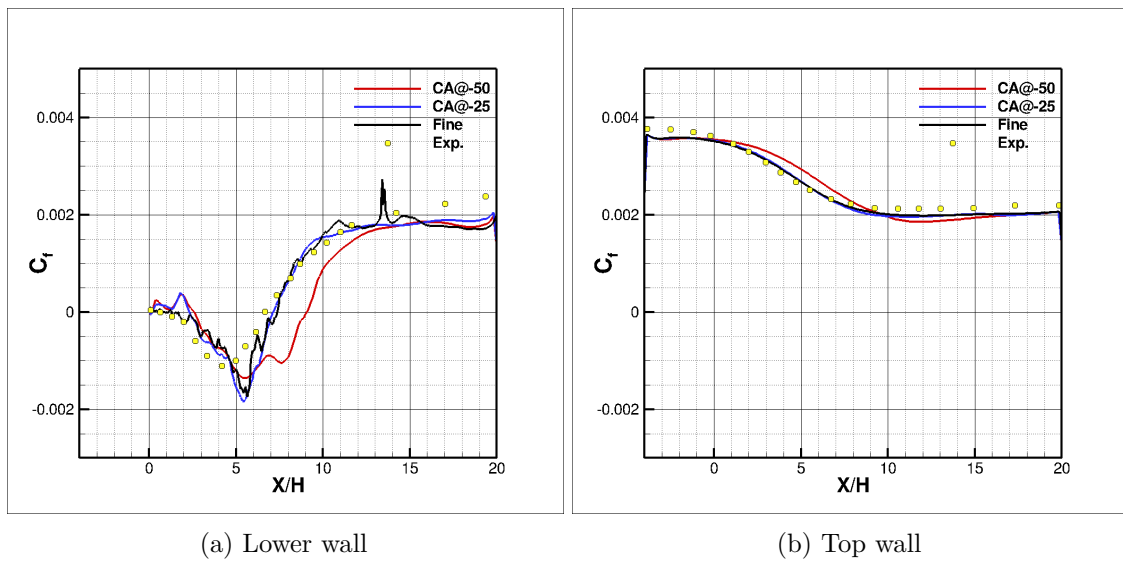 CA@-50
CA@-25
Fine
Exp.
0.004
0.002
0
-0.002
C_f
0 5 10 15 20
X/H
(a) Lower wall
CA@-50
CA@-25
Fine
Exp.
0.004
0.002
0
-0.002
C_f
0 5 10 15 20
X/H
(b) Top wall